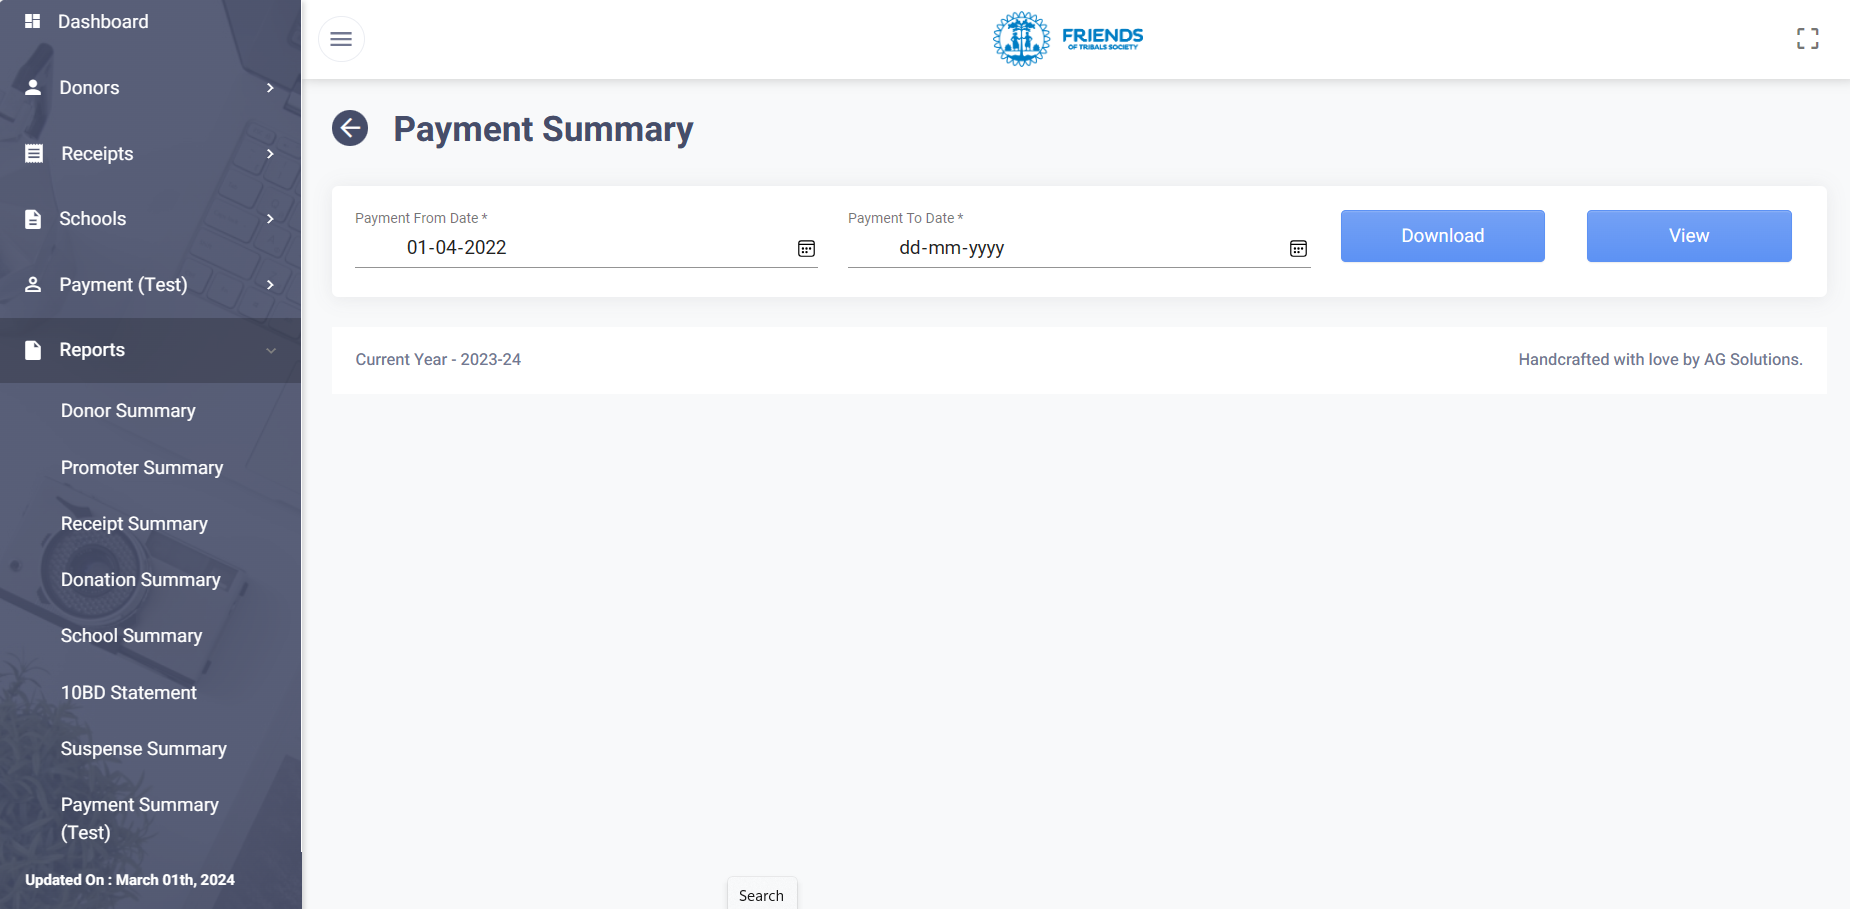 Dashboard
Donors
Receipts
Schools
Payment (Test)
Reports
Donor Summary
Promoter Summary
Receipt Summary
Donation Summary
School Summary
10BD Statement
Suspense Summary
Payment Summary
(Test)
Updated On : March 01th, 2024
FRIENDS
OF TRIBALS SOCIETY
Payment Summary
Payment From Date *
01-04-2022
Payment To Date *
dd-mm-yyyy
Download
View
Current Year - 2023-24
Handcrafted with love by AG Solutions.
Search